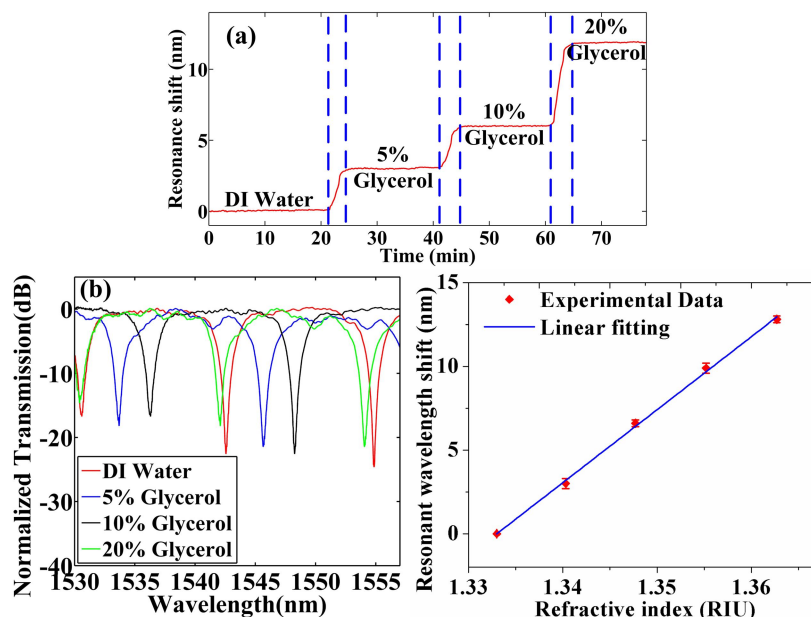 (a)
Resonance shift (nm)
10
5
0
DI Water
5%
Glycerol
10%
Glycerol
20%
Glycerol
0 10 20 30 40 50 60 70
Time (min)
(b)
Normalized Transmission(dB)
0
-10
-20
-30
-40
DI Water
5% Glycerol
10% Glycerol
20% Glycerol
1530 1535 1540 1545 1550 1555
Wavelength(nm)
Resonant wavelength shift (nm)
15
10
5
0
Experimental Data
Linear fitting
1.33 1.34 1.35 1.36
Refractive index (RIU)